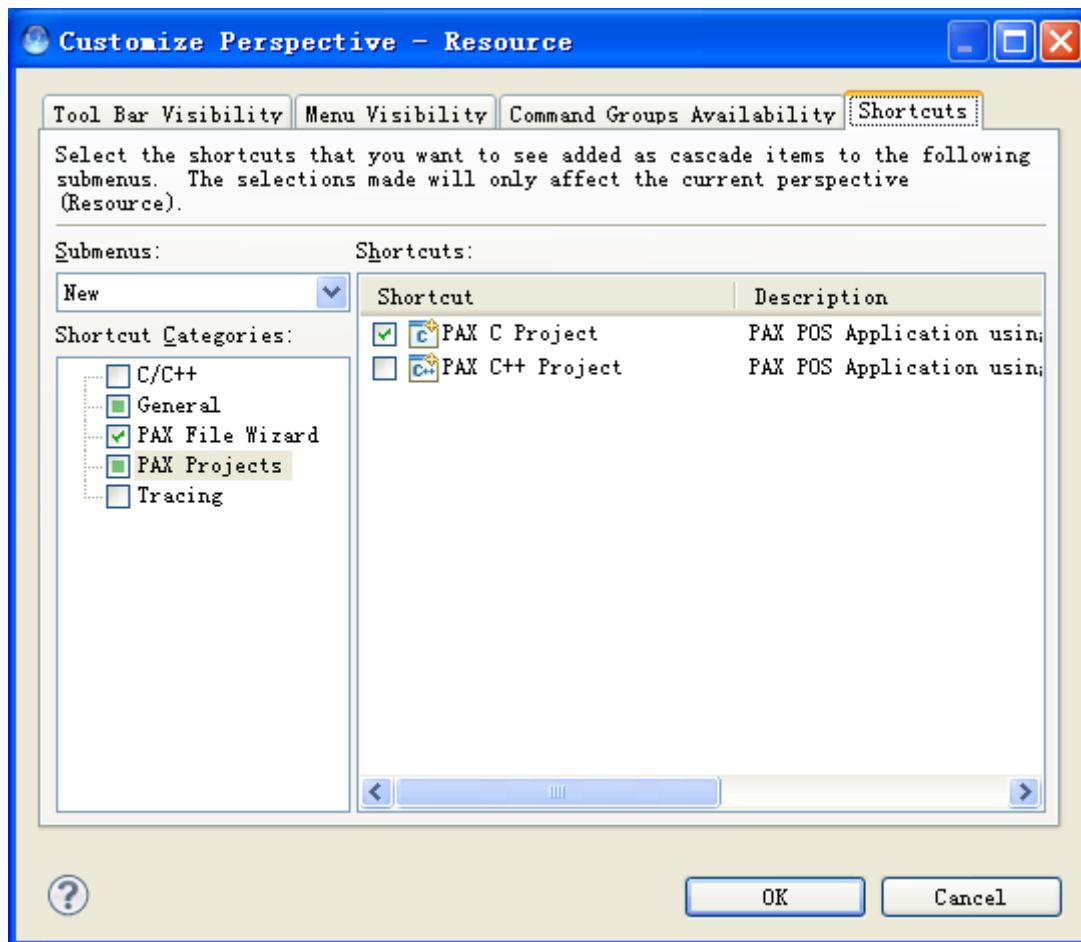 Customize Perspective - Resource
Tool Bar Visibility Menu Visibility Command Groups Availability Shortcuts
Select the shortcuts that you want to see added as cascade items to the following
submenus. The selections made will only affect the current perspective
(Resource).
Submenus:
New
Shortcut Categories:
C/C++
General
PAX File Wizard
PAX Projects
Tracing
Shortcuts:
Shortcut Description
PAX C Project PAX POS Application using
PAX C++ Project PAX POS Application using
OK Cancel